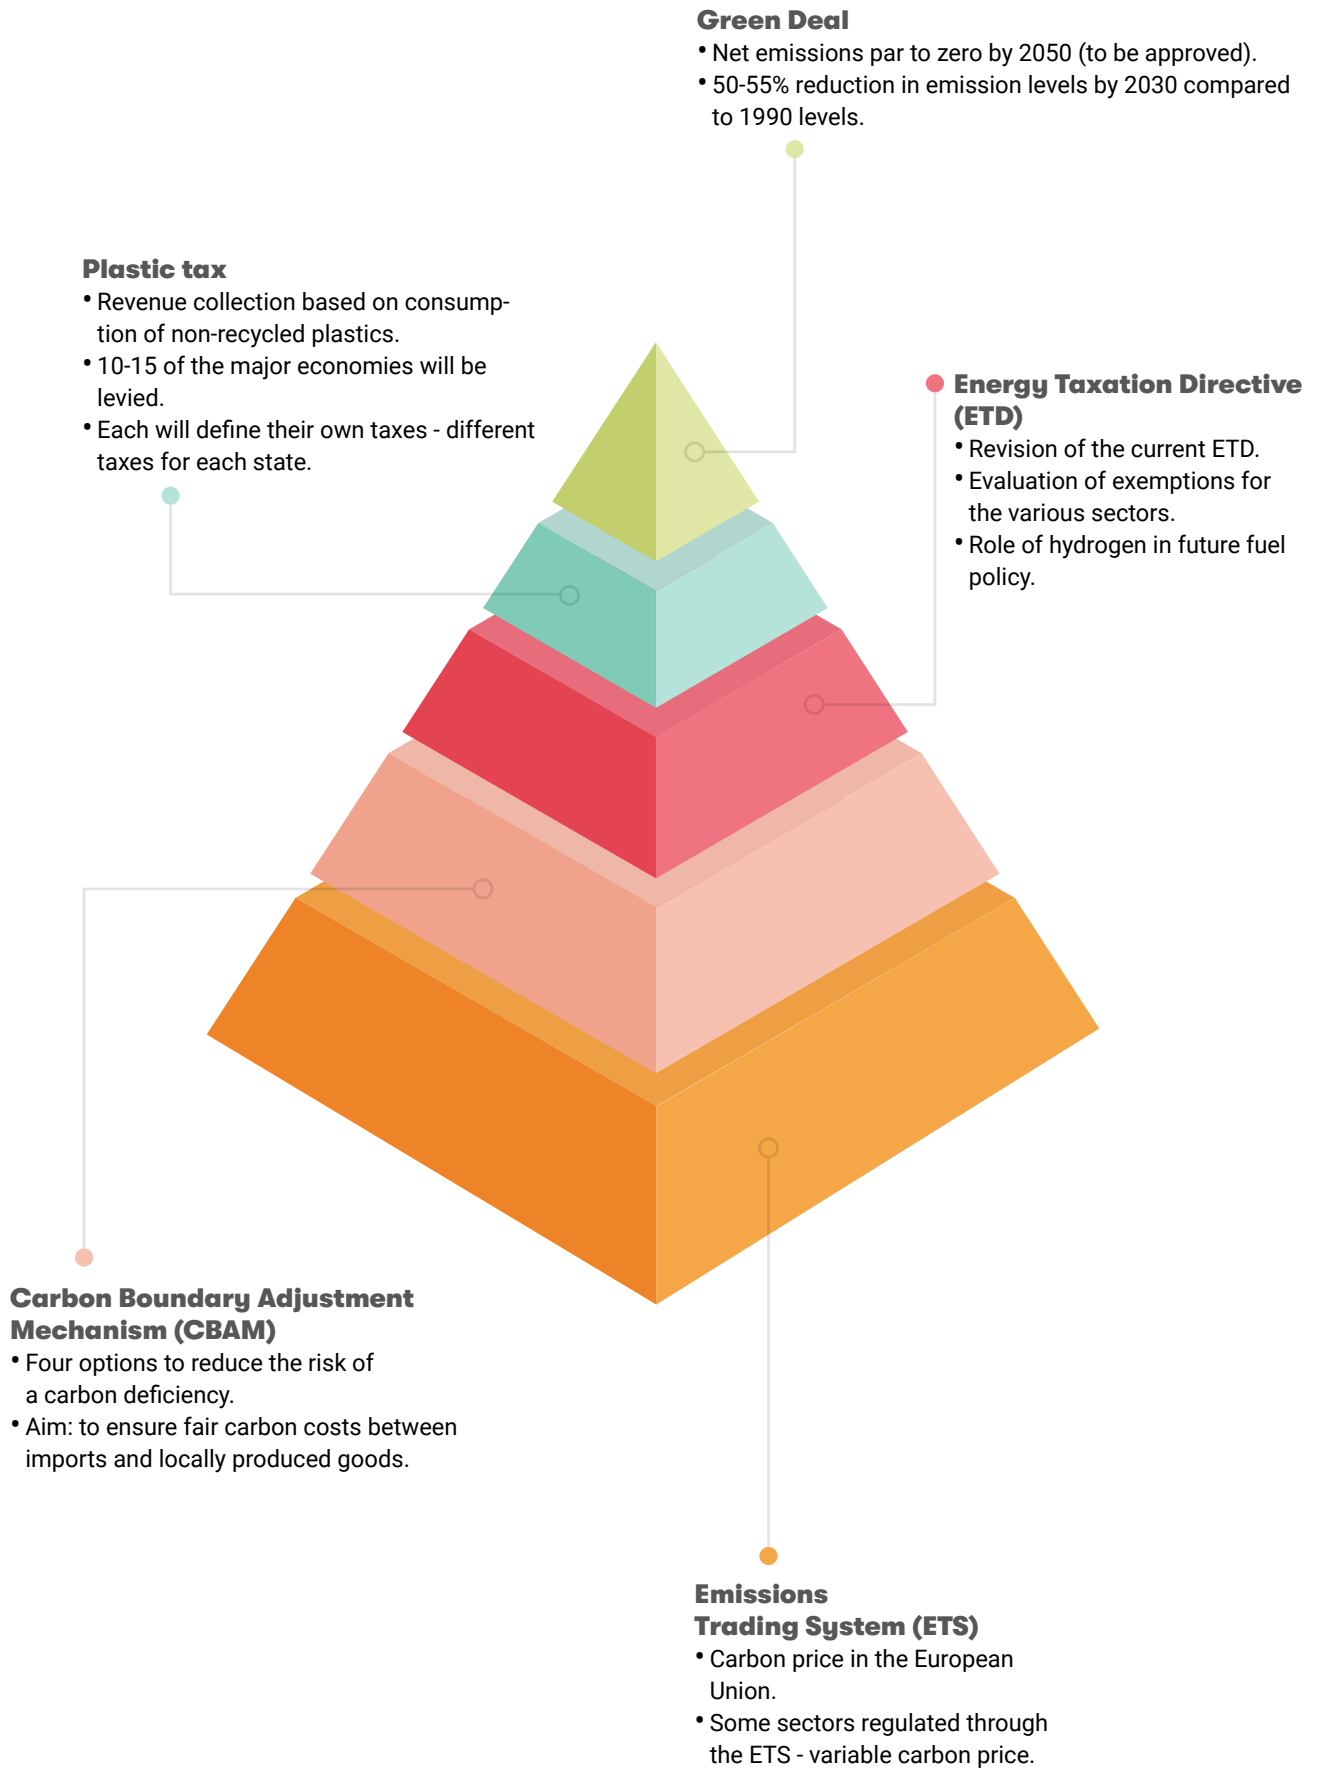 Green Deal
• Net emissions par to zero by 2050 (to be approved).
• 50-55% reduction in emission levels by 2030 compared
to 1990 levels.
Plastic tax
• Revenue collection based on consump-
tion of non-recycled plastics.
• 10-15 of the major economies will be
levied.
• Each will define their own taxes - different
taxes for each state.
Energy Taxation Directive
(ETD)
• Revision of the current ETD.
• Evaluation of exemptions for
the various sectors.
• Role of hydrogen in future fuel
policy.
Carbon Boundary Adjustment
Mechanism (CBAM)
• Four options to reduce the risk of
a carbon deficiency.
• Aim: to ensure fair carbon costs between
imports and locally produced goods.
Emissions
Trading System (ETS)
• Carbon price in the European
Union.
• Some sectors regulated through
the ETS - variable carbon price.